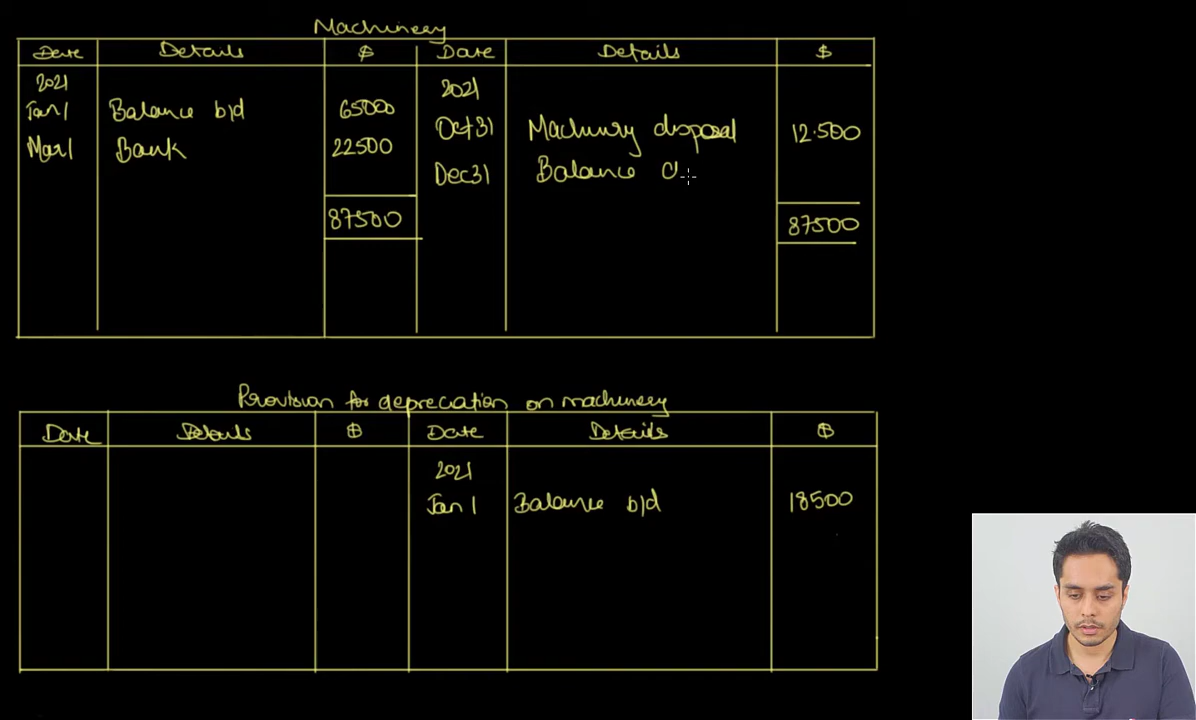 Machinery
Date Details $ Date Details $
2021 2021
Jan 1 Balance b/d 65000 Oct 31 Machinery disposal 12500
Mar 1 Bank 22500 Dec 31 Balance c
87500 87500
Provision for depreciation on machinery
Date Details $ Date Details $
2021
Jan 1 Balance b/d 18500